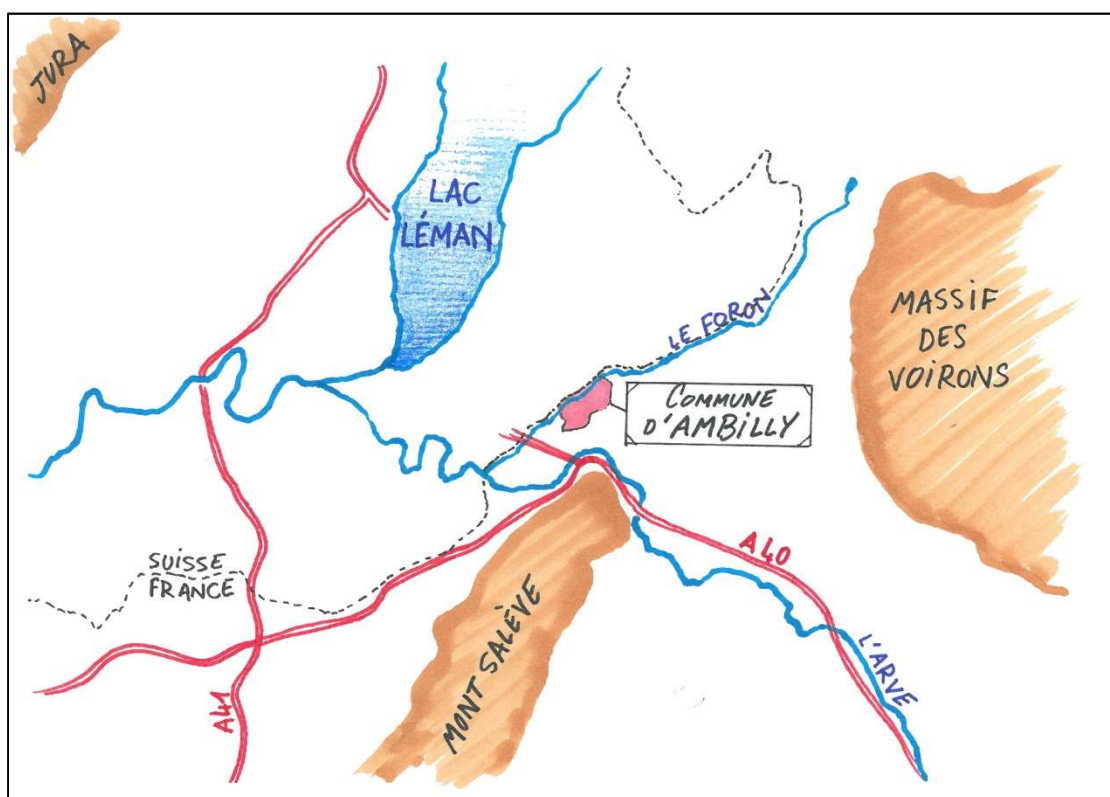 JURA
LAC
LÉMAN
LE FORON
MASSIF
DES
VOIRONS
COMMUNE
D'AMBILLY
SUISSE
FRANCE
A40
MONT SALÈVE
L'ARVE
A41